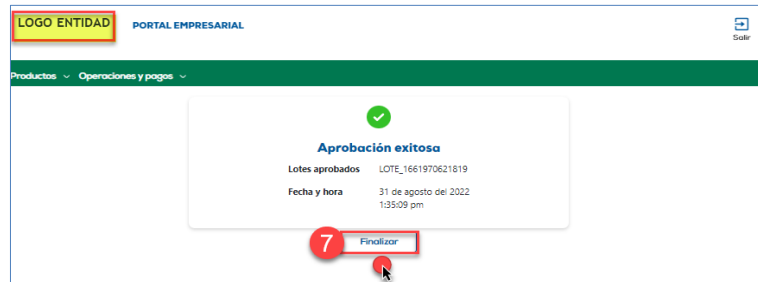 LOGO ENTIDAD PORTAL EMPRESARIAL
Salir
Productos Operaciones y pagos
Aprobación exitosa
Lotes aprobados LOTE_1661970621819
Fecha y hora 31 de agosto del 2022
1:35:09 pm
7 Finalizar